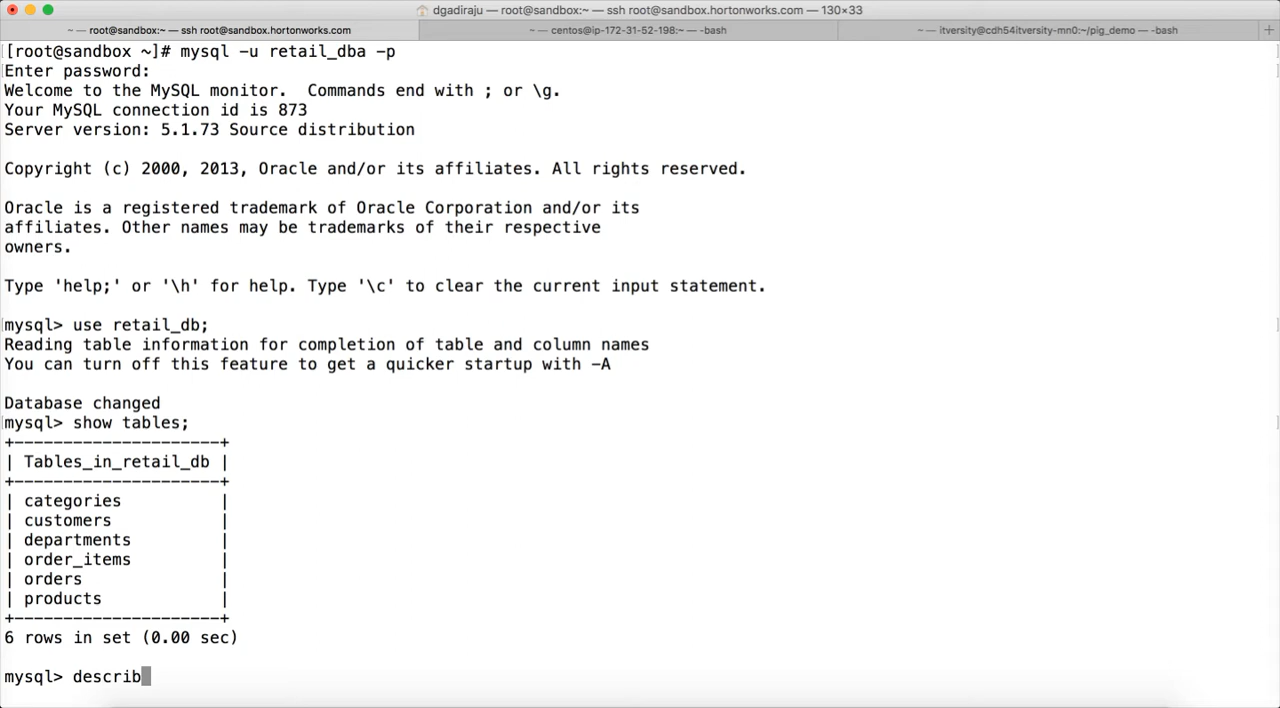 dgadiraju — root@sandbox:~ — ssh root@sandbox.hortonworks.com — 130×33
~ — root@sandbox:~ — ssh root@sandbox.hortonworks.com
~ — centos@ip-172-31-52-198:~ — -bash
~ — itversity@cdh54itversity-mn0:~/pig_demo — -bash
+
[root@sandbox ~]# mysql -u retail_dba -p
Enter password:
Welcome to the MySQL monitor.  Commands end with ; or \g.
Your MySQL connection id is 873
Server version: 5.1.73 Source distribution
Copyright (c) 2000, 2013, Oracle and/or its affiliates. All rights reserved.
Oracle is a registered trademark of Oracle Corporation and/or its
affiliates. Other names may be trademarks of their respective
owners.
Type 'help;' or '\h' for help. Type '\c' to clear the current input statement.
mysql> use retail_db;
Reading table information for completion of table and column names
You can turn off this feature to get a quicker startup with -A
Database changed
mysql> show tables;
+---------------------+
| Tables_in_retail_db |
+---------------------+
| categories          |
| customers           |
| departments         |
| order_items         |
| orders              |
| products            |
+---------------------+
6 rows in set (0.00 sec)
mysql> describ